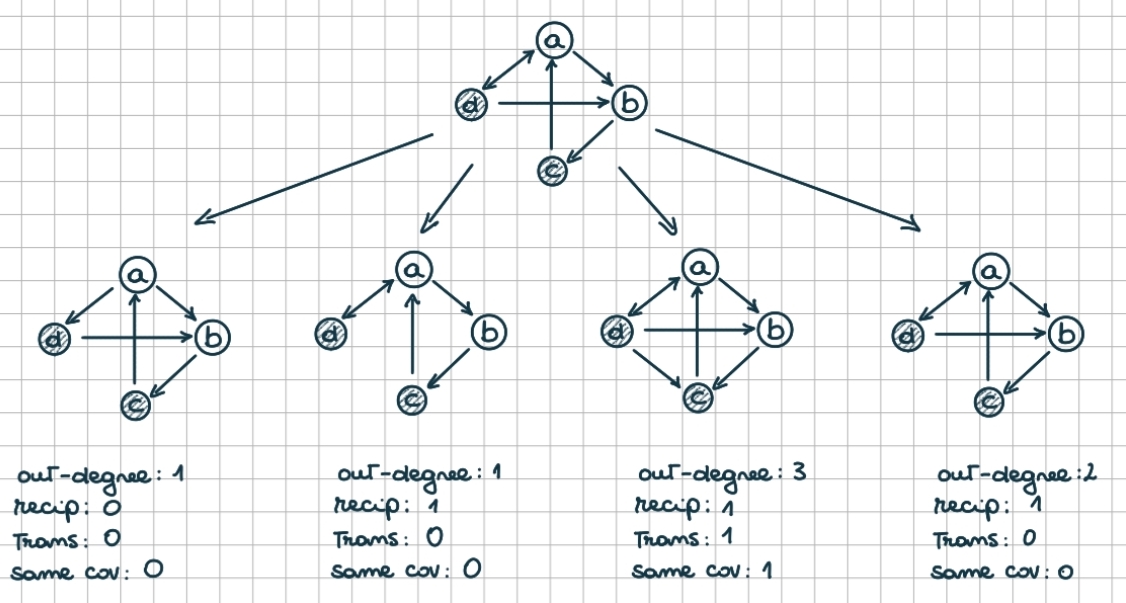 a
d b
c
a
d b
c
a
d b
c
a
d b
c
a
d b
c
out-degree: 1
recip: 0
Trans: 0
same cov: 0
out-degree: 1
recip: 1
Trans: 0
same cov: 0
out-degree: 3
recip: 1
Trans: 1
same cov: 1
out-degree: 2
recip: 1
Trans: 0
same cov: 0